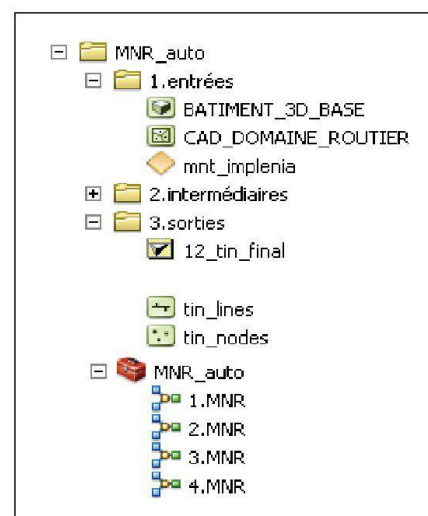 MNR_auto
1.entrées
BATIMENT_3D_BASE
CAD_DOMAINE_ROUTIER
mnt_implenia
2.intermédiaires
3.sorties
12_tin_final
tin_lines
tin_nodes
MNR_auto
1.MNR
2.MNR
3.MNR
4.MNR